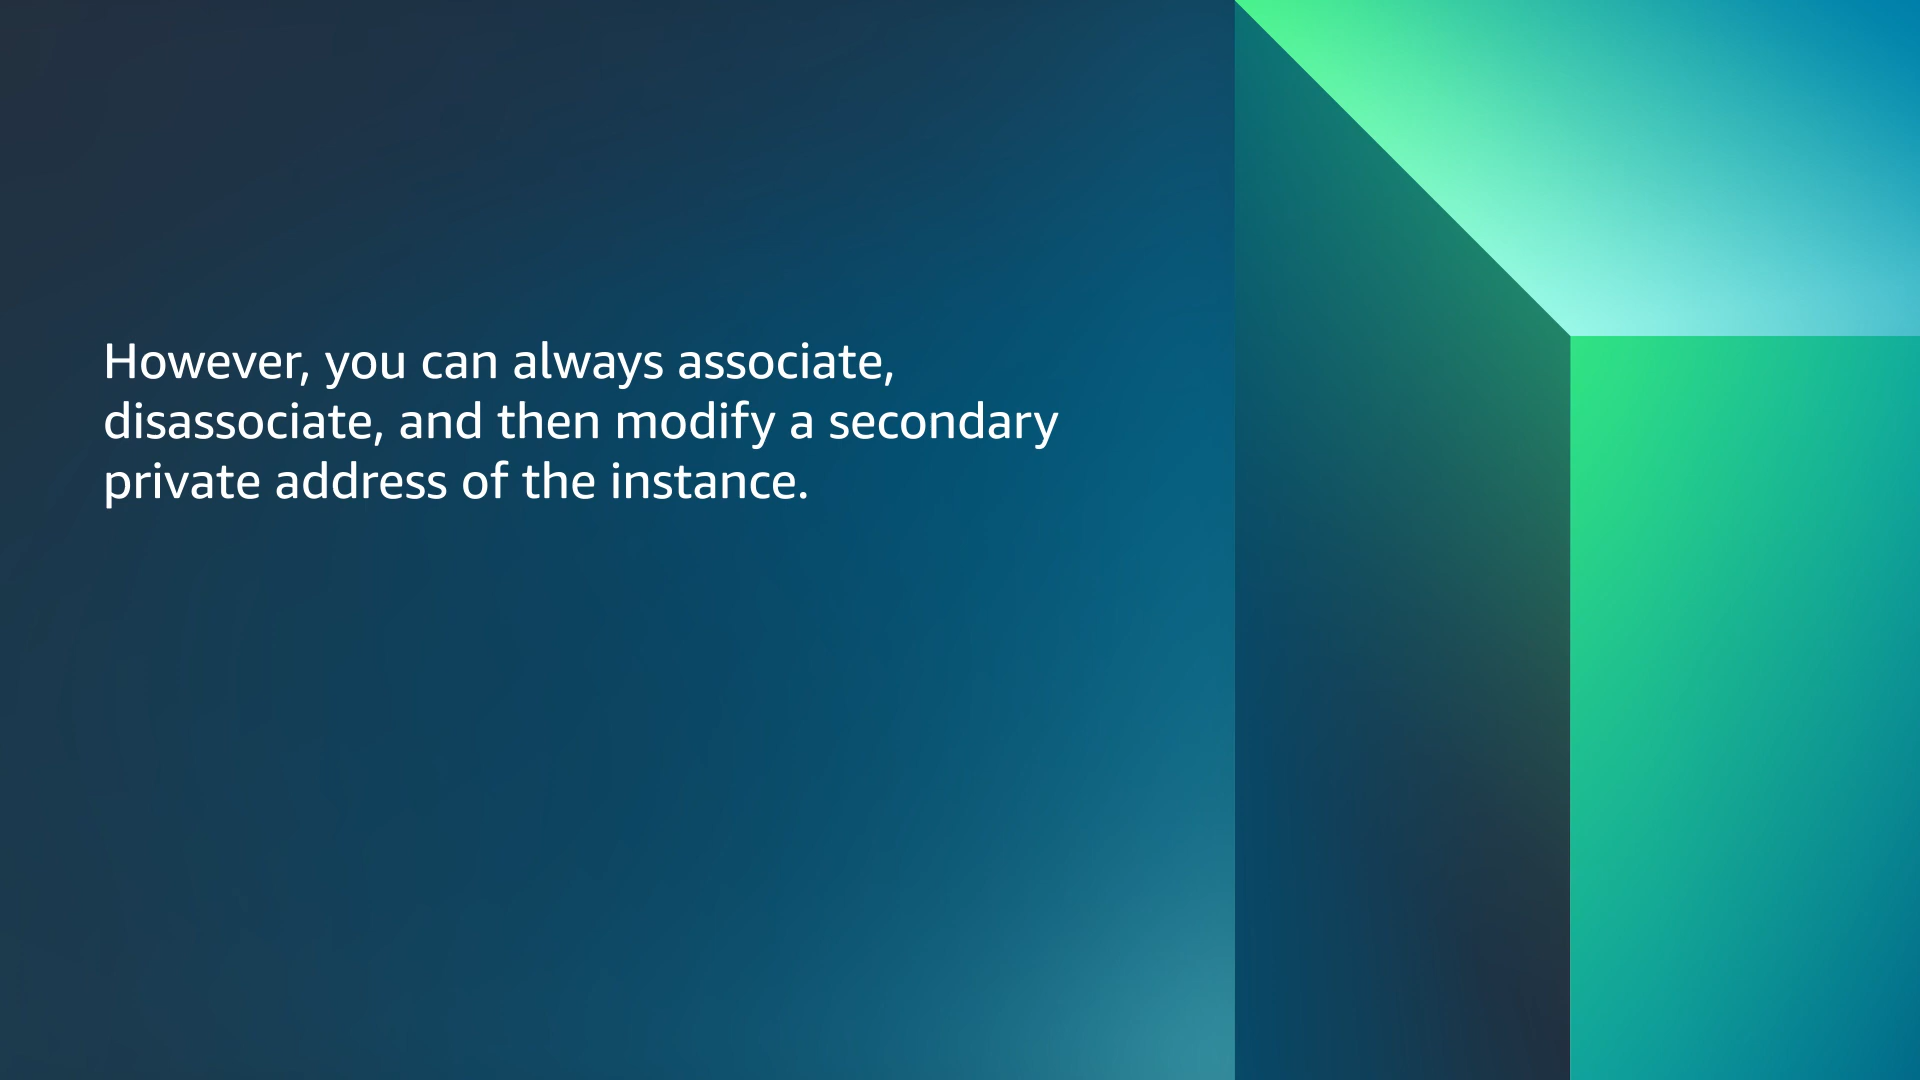 However, you can always associate,
disassociate, and then modify a secondary
private address of the instance.